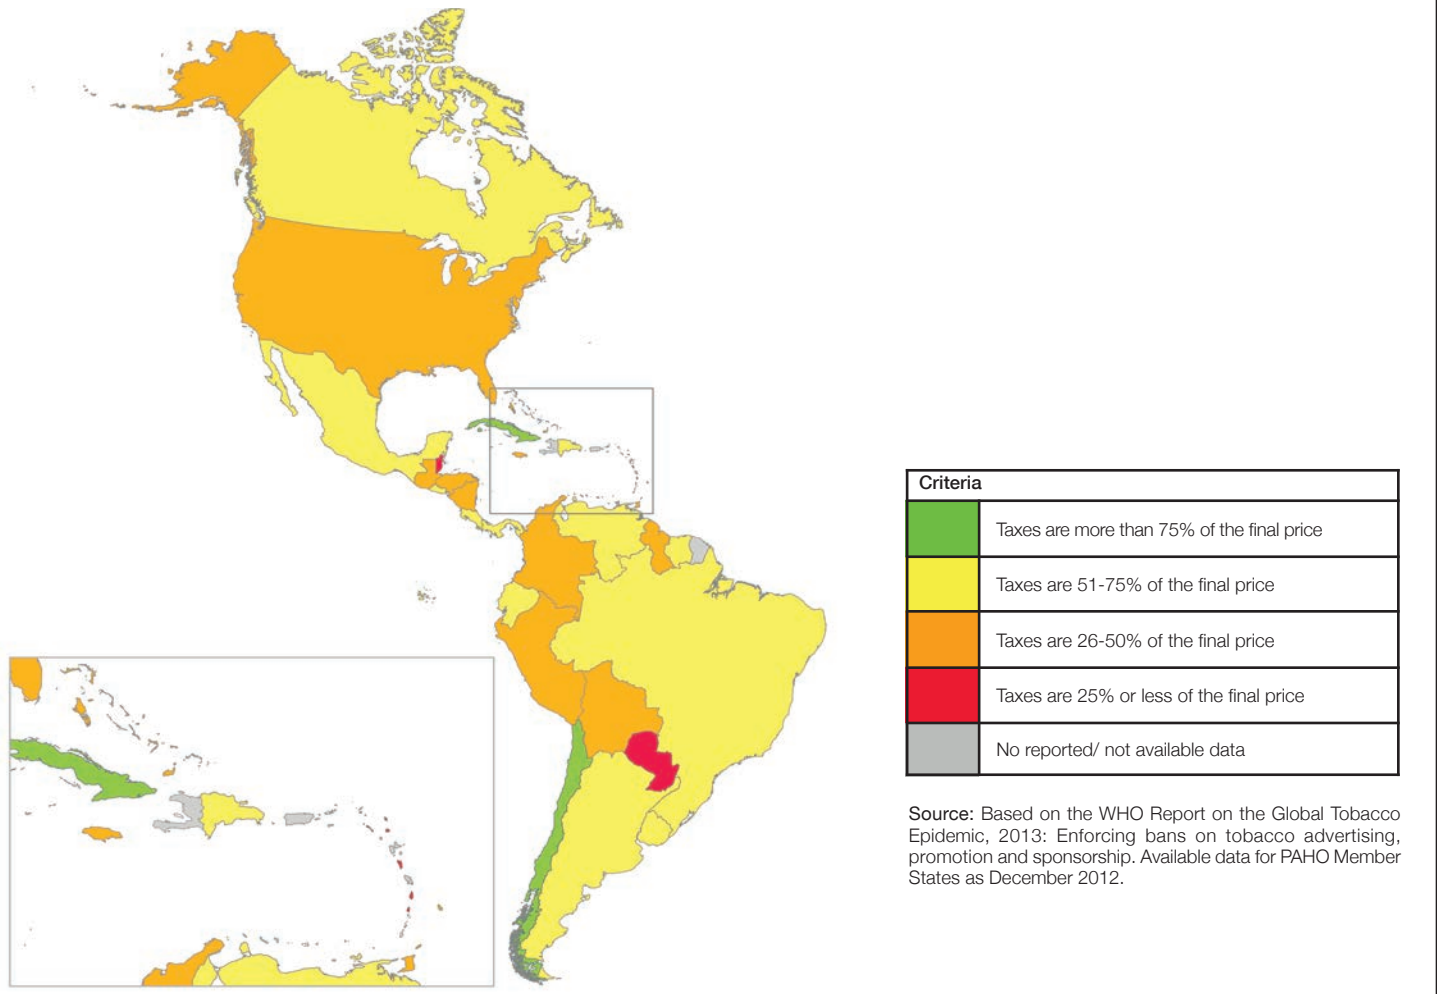 Criteria
Taxes are more than 75% of the final price
Taxes are 51-75% of the final price
Taxes are 26-50% of the final price
Taxes are 25% or less of the final price
No reported/ not available data
Source: Based on the WHO Report on the Global Tobacco
Epidemic, 2013: Enforcing bans on tobacco advertising,
promotion and sponsorship. Available data for PAHO Member
States as December 2012.